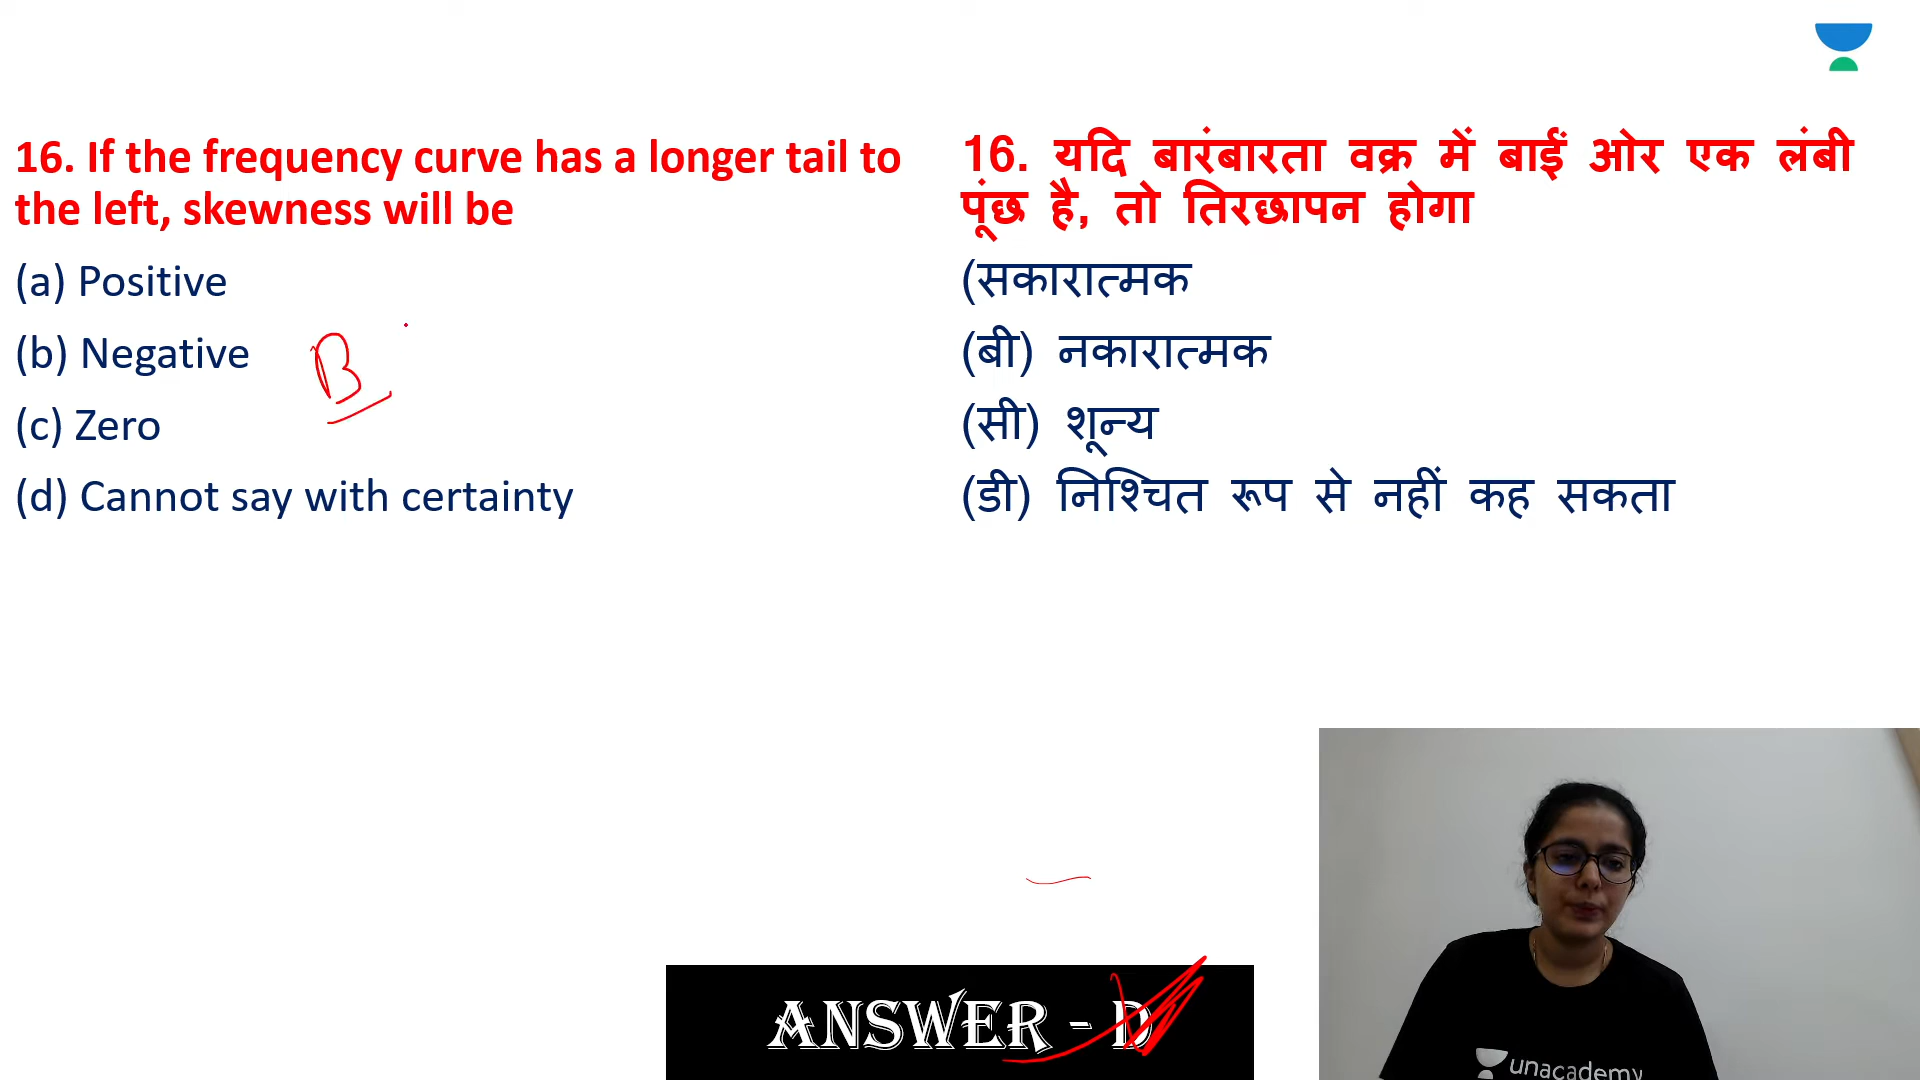 16. If the frequency curve has a longer tail to
the left, skewness will be
(a) Positive
(b) Negative
B
(c) Zero
(d) Cannot say with certainty
16. यदि बारंबारता वक्र में बाईं ओर एक लंबी
पूंछ है, तो तिरछापन होगा
(सकारात्मक
(बी) नकारात्मक
(सी) शून्य
(डी) निश्चित रूप से नहीं कह सकता
ANSWER - D
unacademy